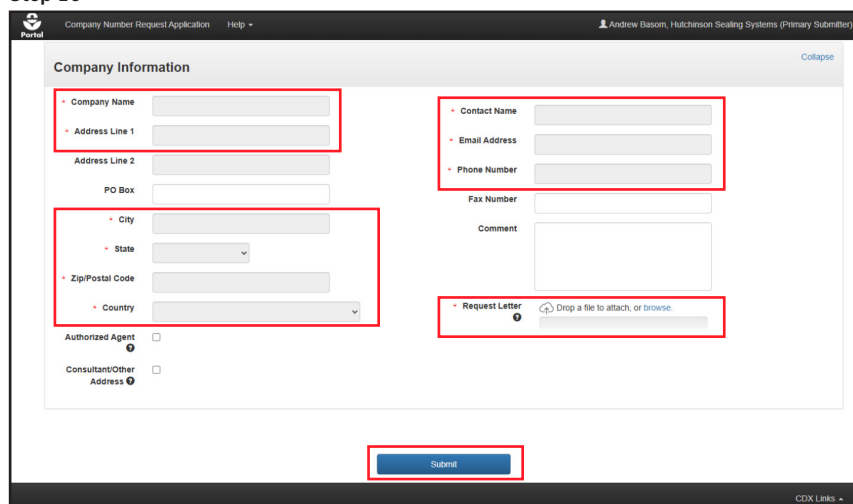 Portal
Company Number Request Application Help
Andrew Basom, Hutchinson Sealing Systems (Primary Submitter)
Company Information
Collapse
* Company Name
* Address Line 1
Address Line 2
PO Box
* City
* State
* Zip/Postal Code
* Country
Authorized Agent
Consultant/Other
Address
* Contact Name
* Email Address
* Phone Number
Fax Number
Comment
* Request Letter
Drop a file to attach, or browse.
Submit
CDX Links